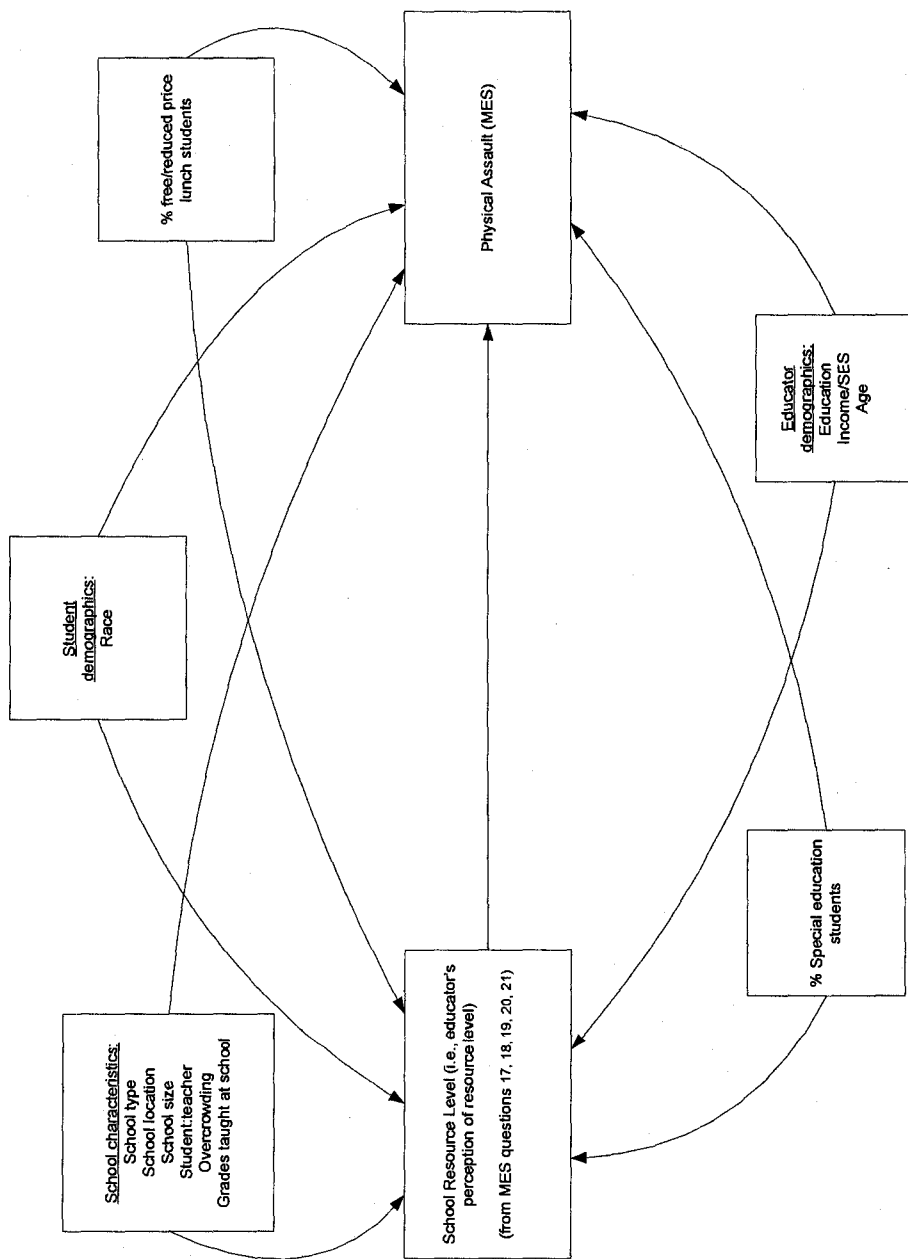 School characteristics:
School type
School location
School size
Student:teacher
Overcrowding
Grades taught at school
Student
demographics:
Race
% free/reduced price
lunch students
School Resource Level (i.e., educator's
perception of resource level)
(from MES questions 17, 18, 19, 20, 21)
Physical Assault (MES)
% Special education
students
Educator
demographics:
Education
Income/SES
Age